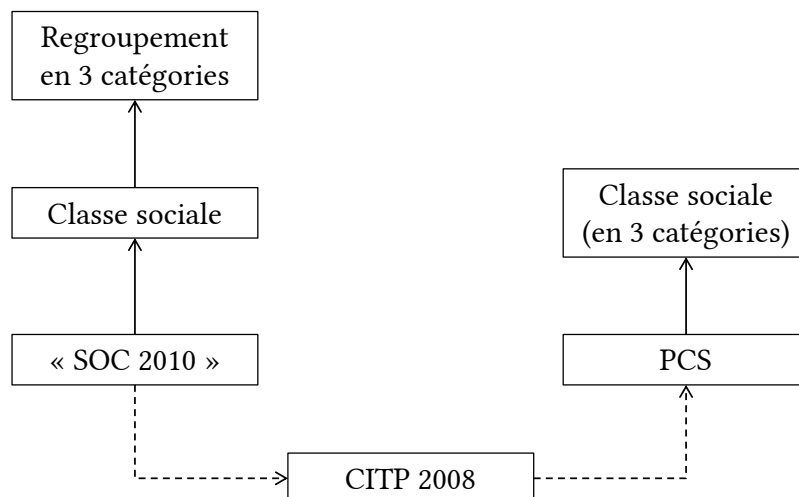 Regroupement
en 3 catégories
Classe sociale
Classe sociale
(en 3 catégories)
« SOC 2010 »
PCS
CITP 2008